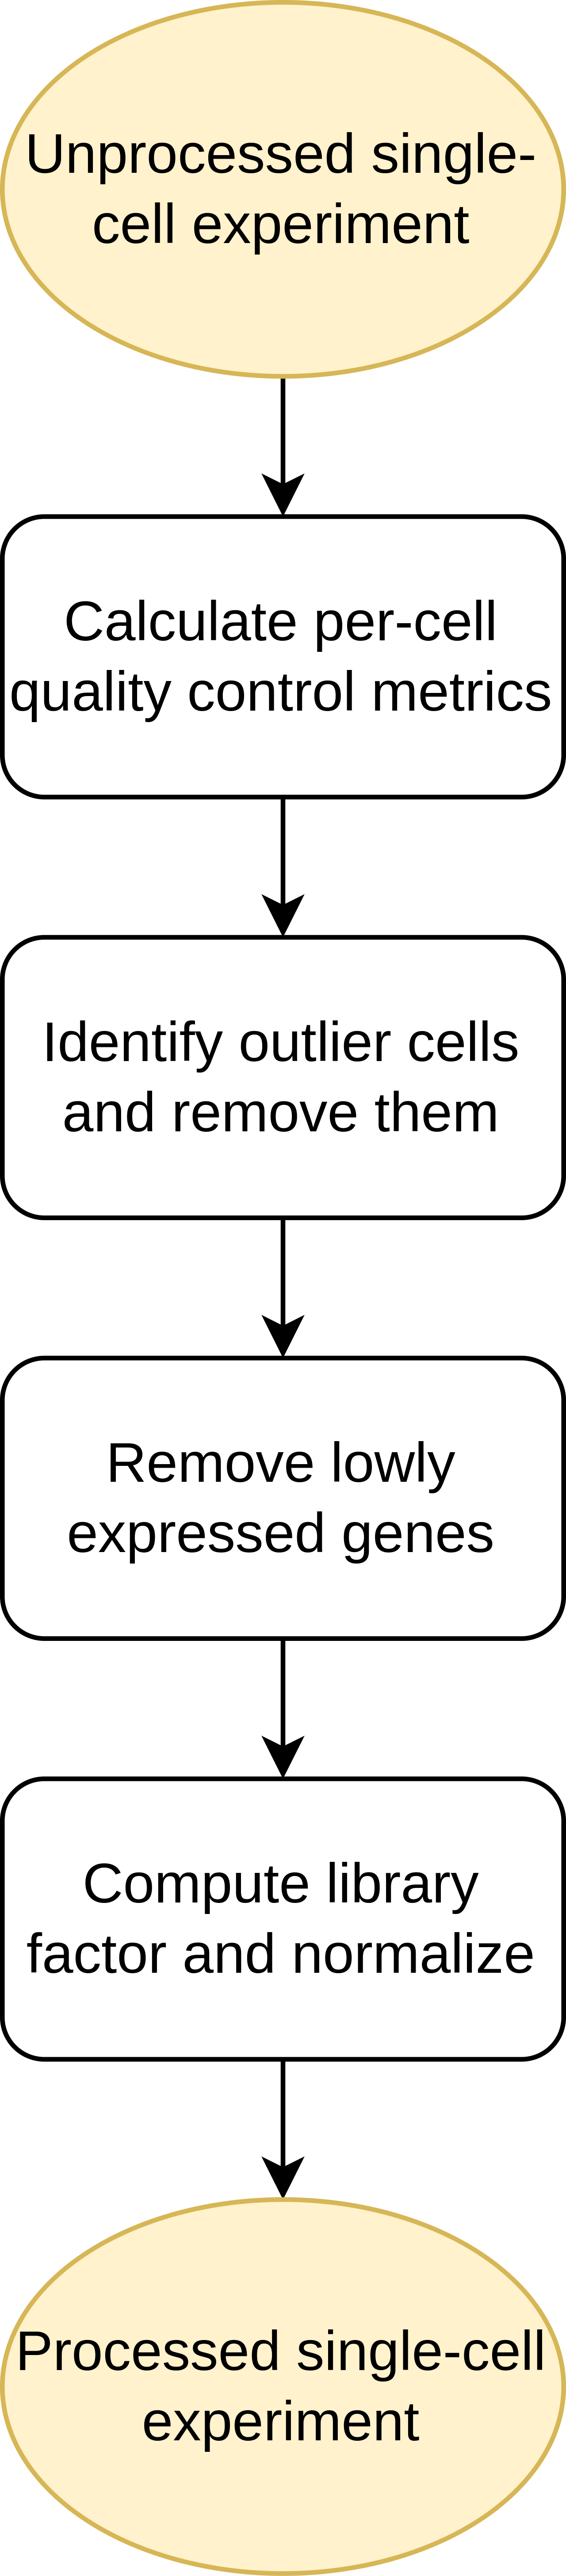 Unprocessed single-
cell experiment
Calculate per-cell
quality control metrics
Identify outlier cells
and remove them
Remove lowly
expressed genes
Compute library
factor and normalize
Processed single-cell
experiment